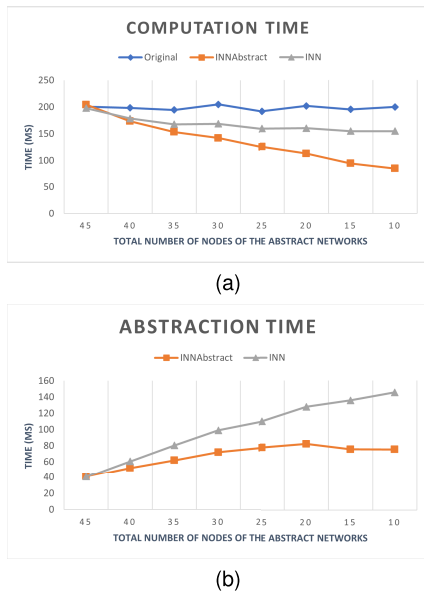 COMPUTATION TIME
Original INNAbstract INN
250
200
150
100
50
0
TIME (MS)
45 40 35 30 25 20 15 10
TOTAL NUMBER OF NODES OF THE ABSTRACT NETWORKS
(a)
ABSTRACTION TIME
INNAbstract INN
160
140
120
100
80
60
40
20
0
TIME (MS)
45 40 35 30 25 20 15 10
TOTAL NUMBER OF NODES OF THE ABSTRACT NETWORKS
(b)